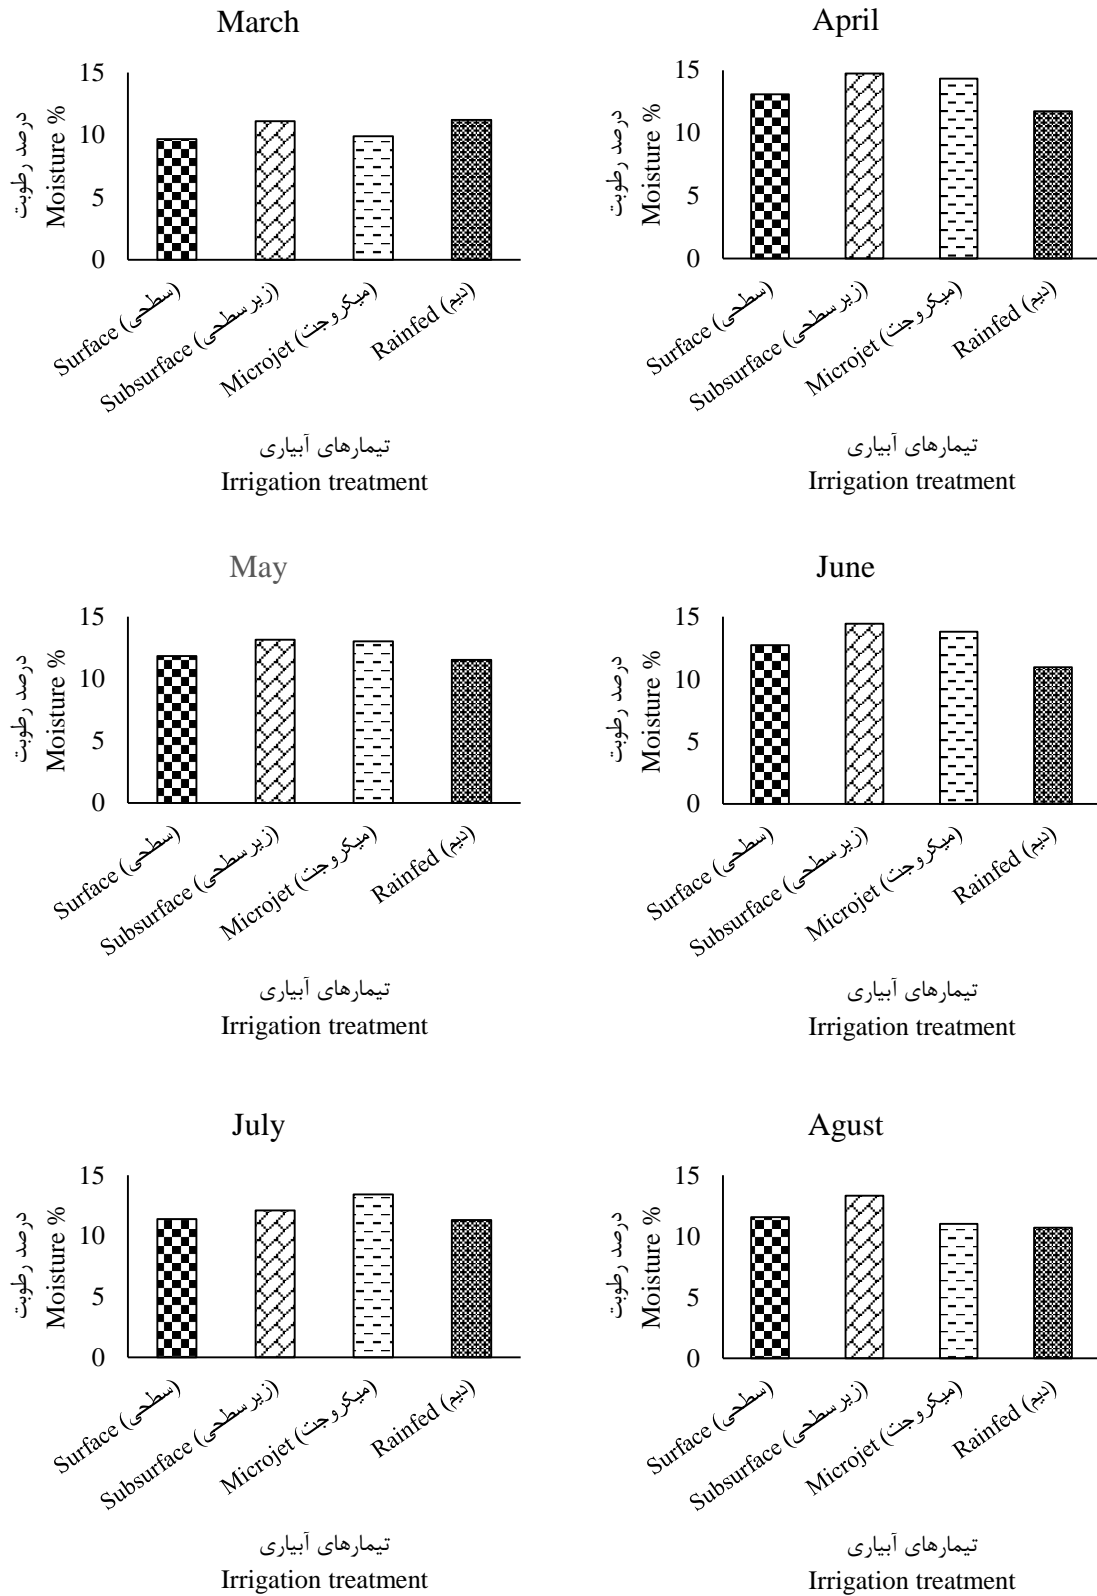 March
15
10
5
0
درصد رطوبت
Moisture %
Surface (سطحی)
Subsurface (زیرسطحی)
Microjet (میکروجت)
Rainfed (دیم)
تیمارهای آبیاری
Irrigation treatment
April
15
10
5
0
درصد رطوبت
Moisture %
Surface (سطحی)
Subsurface (زیرسطحی)
Microjet (میکروجت)
Rainfed (دیم)
تیمارهای آبیاری
Irrigation treatment
May
15
10
5
0
درصد رطوبت
Moisture %
Surface (سطحی)
Subsurface (زیرسطحی)
Microjet (میکروجت)
Rainfed (دیم)
تیمارهای آبیاری
Irrigation treatment
June
15
10
5
0
درصد رطوبت
Moisture %
Surface (سطحی)
Subsurface (زیرسطحی)
Microjet (میکروجت)
Rainfed (دیم)
تیمارهای آبیاری
Irrigation treatment
July
15
10
5
0
درصد رطوبت
Moisture %
Surface (سطحی)
Subsurface (زیرسطحی)
Microjet (میکروجت)
Rainfed (دیم)
تیمارهای آبیاری
Irrigation treatment
Agust
15
10
5
0
درصد رطوبت
Moisture %
Surface (سطحی)
Subsurface (زیرسطحی)
Microjet (میکروجت)
Rainfed (دیم)
تیمارهای آبیاری
Irrigation treatment